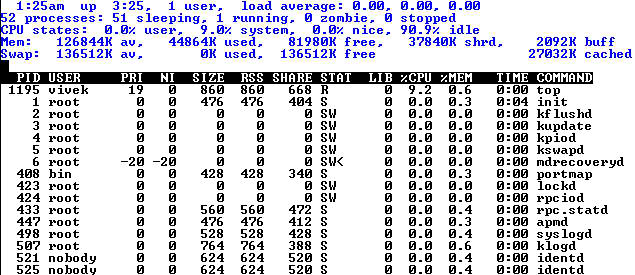 1:25am  up  3:25,  1 user,  load average: 0.00, 0.00, 0.00
52 processes: 51 sleeping, 1 running, 0 zombie, 0 stopped
CPU states:  0.0% user,  9.0% system,  0.0% nice, 90.9% idle
Mem:   126844K av,  44864K used,  81980K free,  37840K shrd,   2092K buff
Swap:  136512K av,      0K used, 136512K free                 27032K cached
PID USER     PRI  NI  SIZE  RSS SHARE STAT  LIB %CPU %MEM   TIME COMMAND
1195 vivek     19   0   860  860   668 R       0  9.2  0.6   0:00 top
1 root       0   0   476  476   404 S       0  0.0  0.3   0:04 init
2 root       0   0     0    0     0 SW      0  0.0  0.0   0:00 kflushd
3 root       0   0     0    0     0 SW      0  0.0  0.0   0:00 kupdate
4 root       0   0     0    0     0 SW      0  0.0  0.0   0:00 kpiod
5 root       0   0     0    0     0 SW      0  0.0  0.0   0:00 kswapd
6 root     -20 -20     0    0     0 SW<     0  0.0  0.0   0:00 mdrecoveryd
408 bin        0   0   428  428   340 S       0  0.0  0.3   0:00 portmap
423 root       0   0     0    0     0 SW      0  0.0  0.0   0:00 lockd
424 root       0   0     0    0     0 SW      0  0.0  0.0   0:00 rpciod
433 root       0   0   560  560   472 S       0  0.0  0.4   0:00 rpc.statd
447 root       0   0   476  476   412 S       0  0.0  0.3   0:00 apmd
498 root       0   0   528  528   428 S       0  0.0  0.4   0:00 syslogd
507 root       0   0   764  764   388 S       0  0.0  0.6   0:00 klogd
521 nobody     0   0   624  624   520 S       0  0.0  0.4   0:00 identd
525 nobody     0   0   624  624   520 S       0  0.0  0.4   0:00 identd